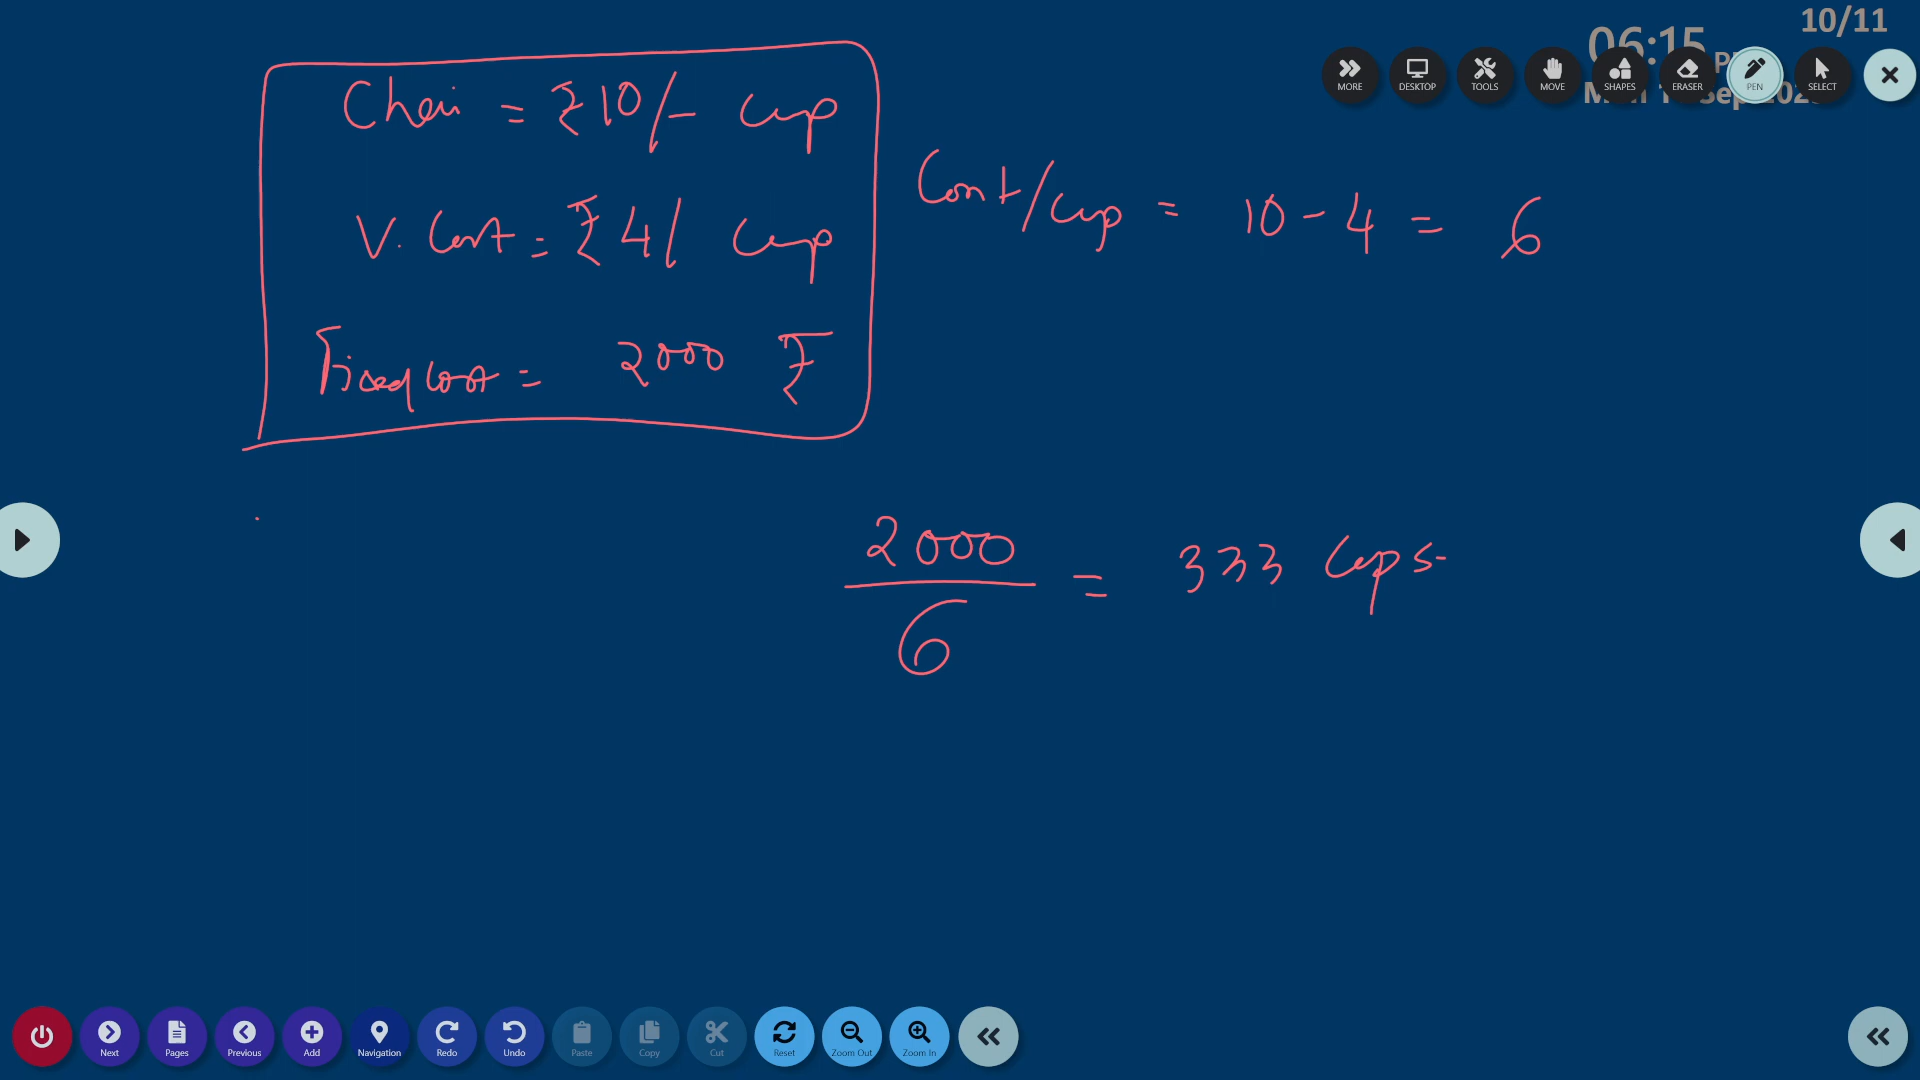 10/11
06:15
MORE
DESKTOP
TOOLS
MOVE
SHAPES
ERASER
PEN
SELECT
Chai = ₹10/- cup
V. Cost = ₹4/ cup
Fixed Cost = 2000 ₹
Cont/cup = 10 - 4 = 6
2000
6
= 333 Cups
Next
Pages
Previous
Add
Navigation
Redo
Undo
Paste
Copy
Cut
Reset
Zoom Out
Zoom In